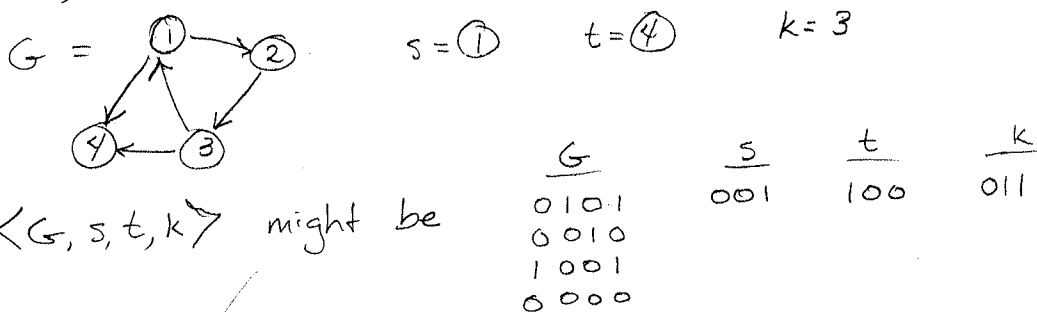 G = ① ② ③ ④ s = ① t = ④ k = 3
G s t k
<G, s, t, k> might be 0101 001 100 011
0010
1001
0000